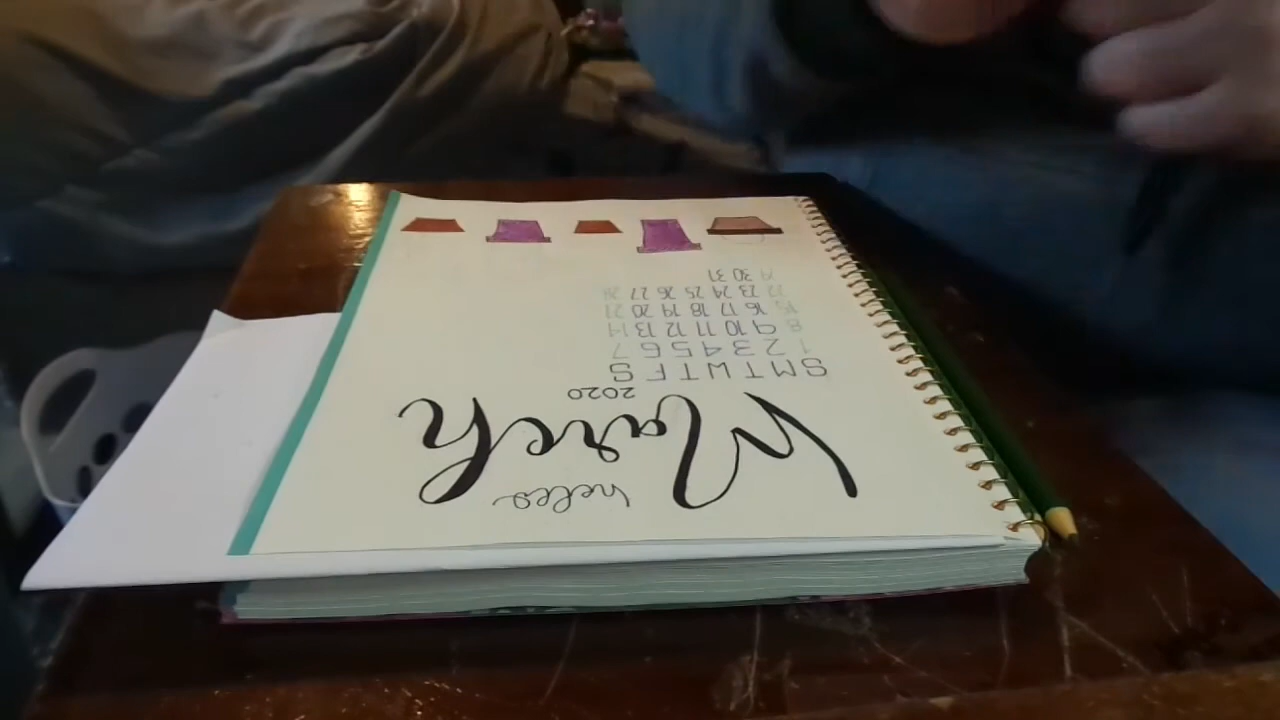 hello
March
2020
S M T W T F S
1 2 3 4 5 6 7
8 9 10 11 12 13 14
15 16 17 18 19 20 21
22 23 24 25 26 27 28
29 30 31